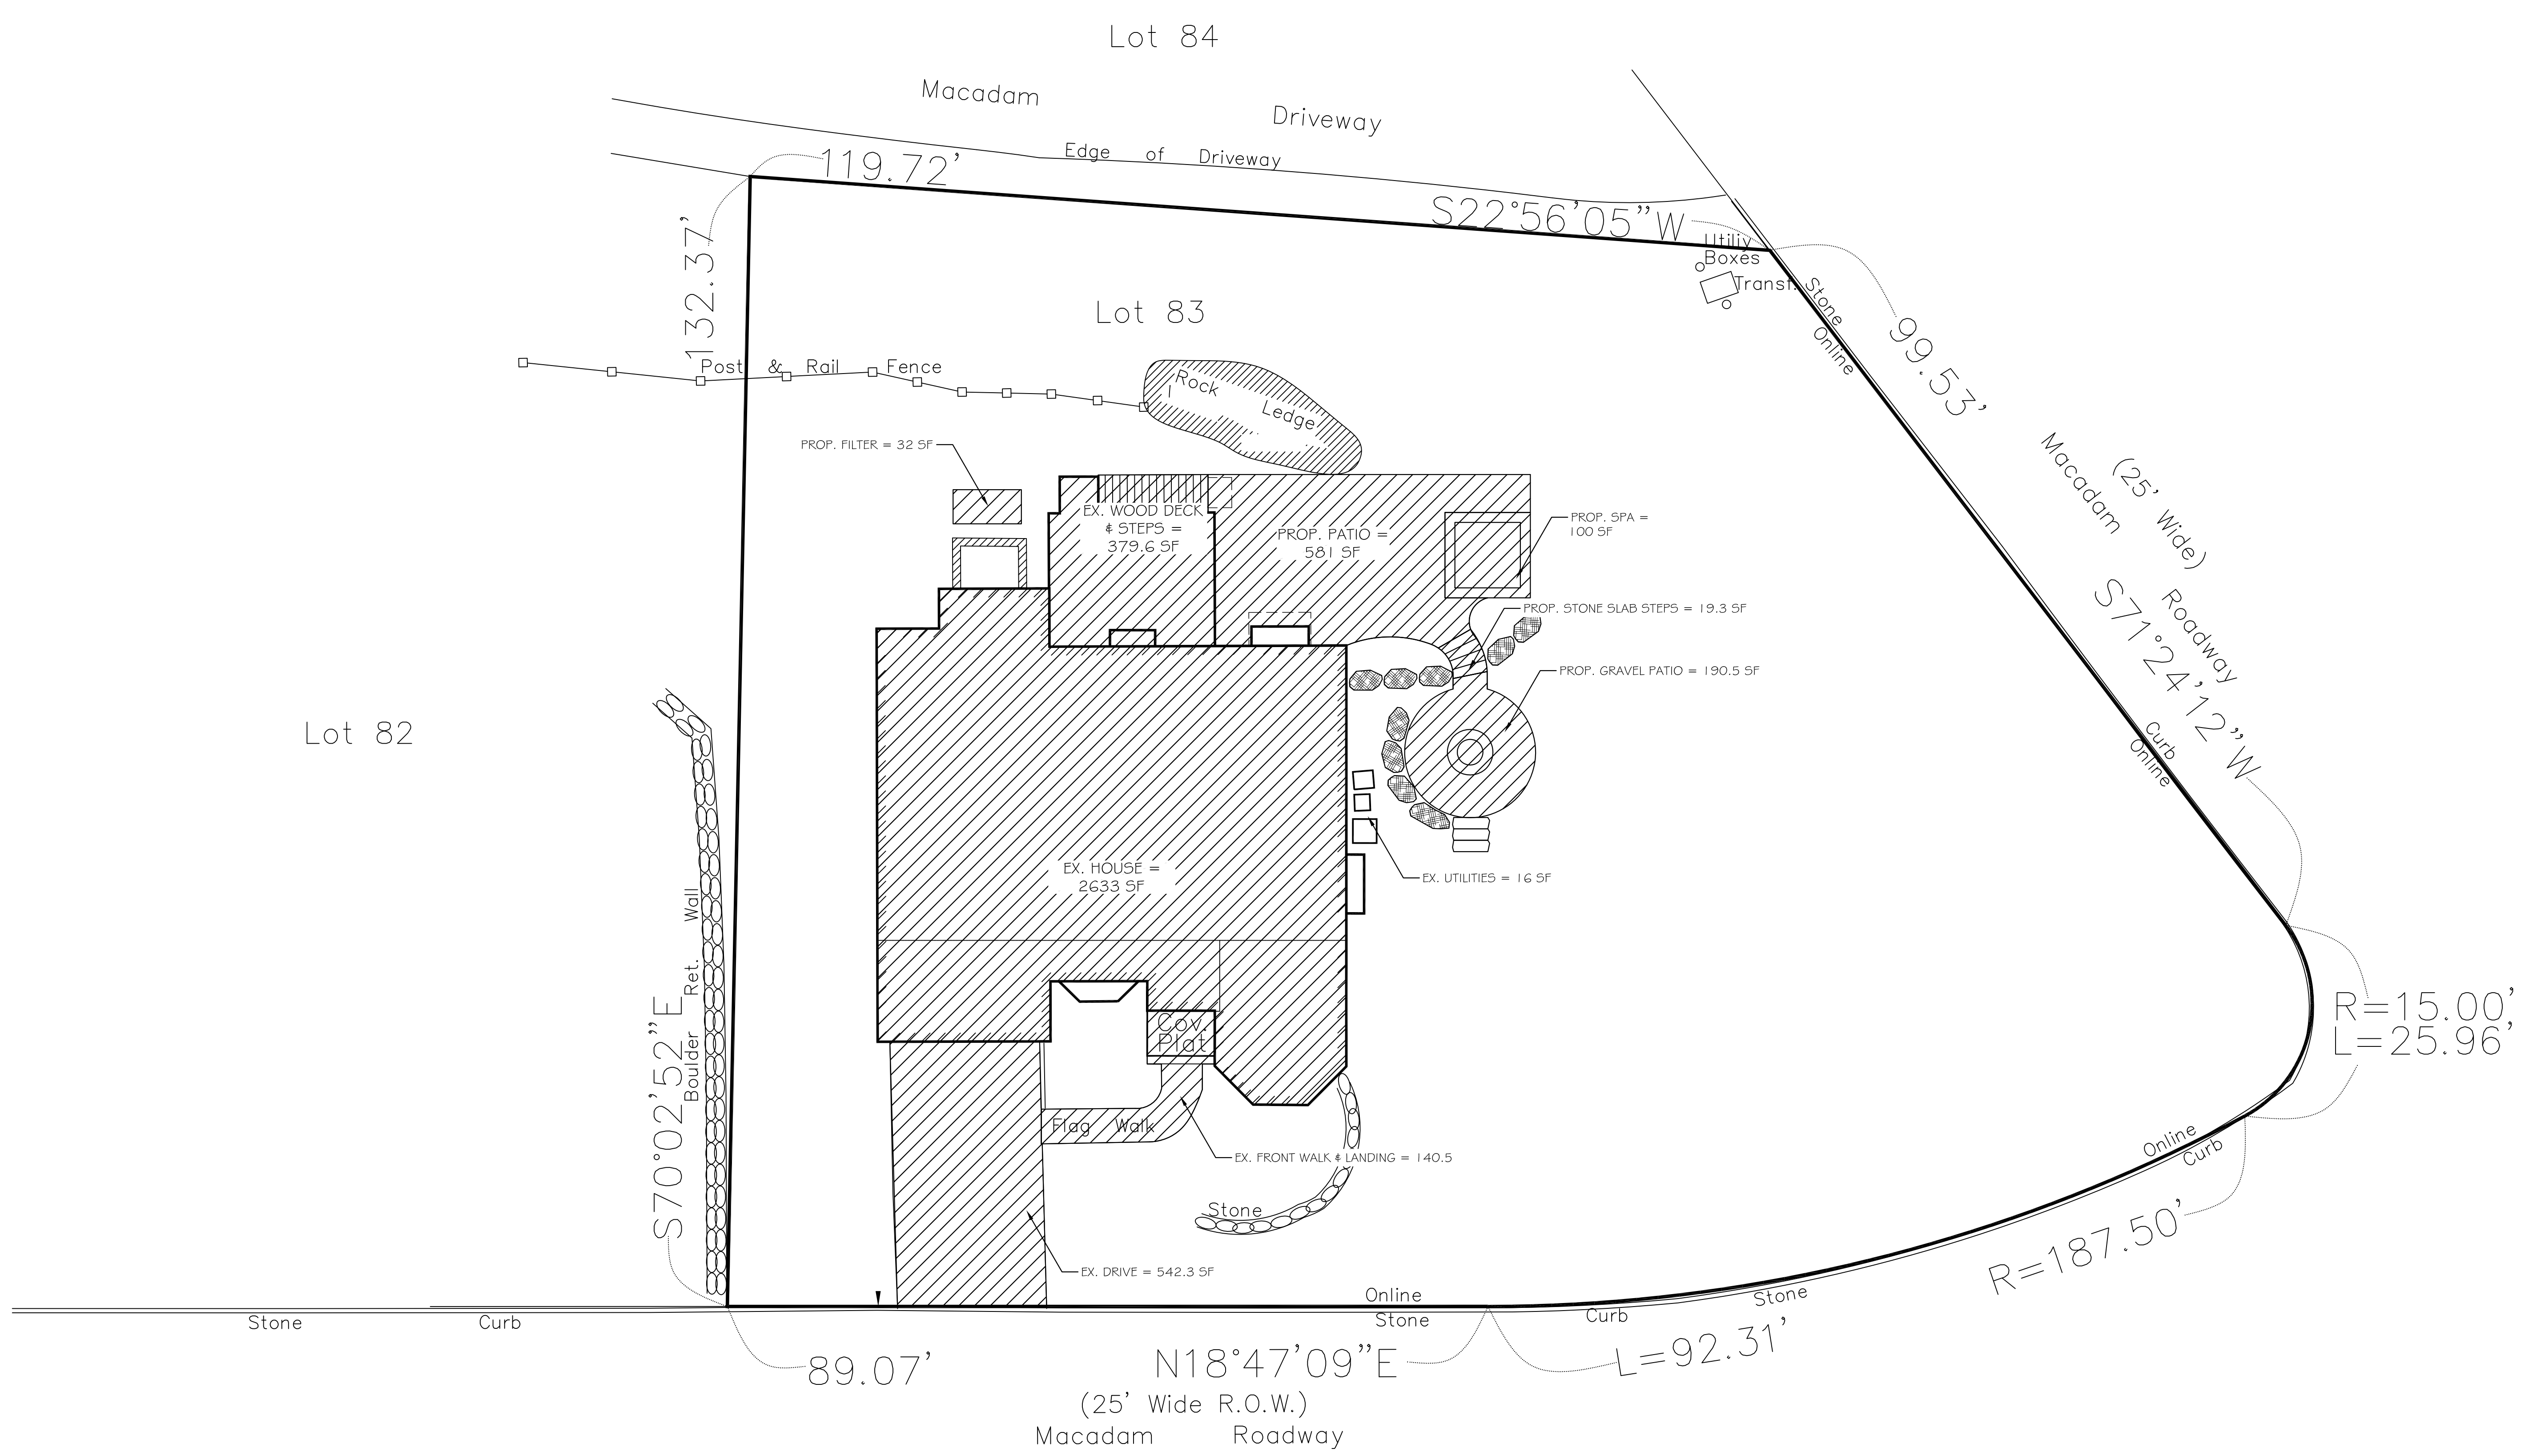 Lot 84
Macadam Driveway
Edge of Driveway
119.72'
S22°56'05"W
132.37'
Utiliy
Boxes
Transf.
Stone
Online
99.53'
Lot 83
Post & Rail Fence
Rock
Ledge
PROP. FILTER = 32 SF
EX. WOOD DECK
& STEPS =
379.6 SF
PROP. PATIO =
581 SF
PROP. SPA =
100 SF
PROP. STONE SLAB STEPS = 19.3 SF
PROP. GRAVEL PATIO = 190.5 SF
(25' Wide)
Macadam Roadway
S71°24'12"W
Curb
Online
Lot 82
EX. HOUSE =
2633 SF
EX. UTILITIES = 16 SF
Boulder Ret. Wall
S70°02'52"E
Cov.
Plat
R=15.00'
L=25.96'
Flag Walk
EX. FRONT WALK & LANDING = 140.5
Online
Curb
Stone
R=187.50'
EX. DRIVE = 542.3 SF
Online
Stone
Stone Curb
Stone
Curb
89.07'
N18°47'09"E
L=92.31'
(25' Wide R.O.W.)
Macadam Roadway